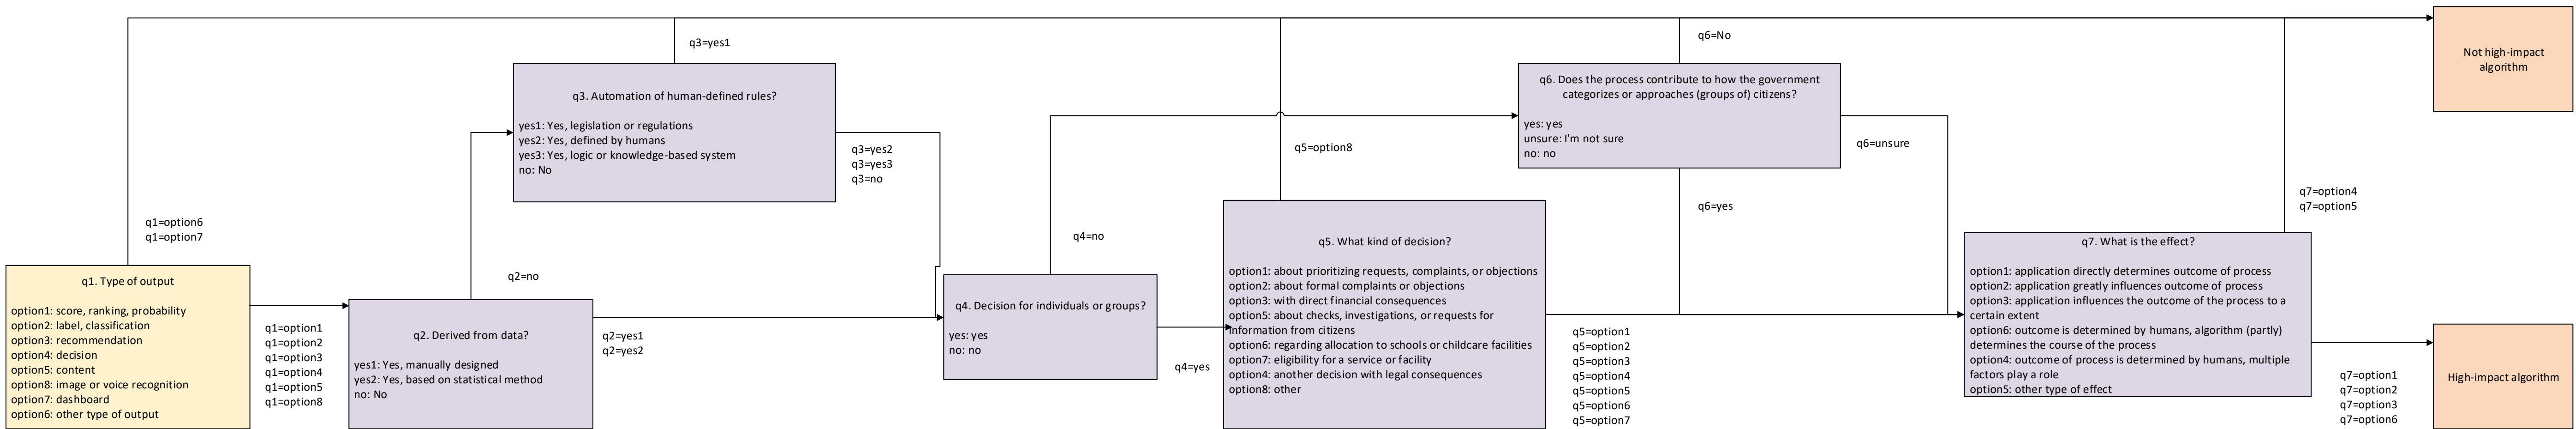 q1. Type of output
option1: score, ranking, probability
option2: label, classification
option3: recommendation
option4: decision
option5: content
option8: image or voice recognition
option7: dashboard
option6: other type of output
q1=option6
q1=option7
q1=option1
q1=option2
q1=option3
q1=option4
q1=option5
q1=option8
q2. Derived from data?
yes1: Yes, manually designed
yes2: Yes, based on statistical method
no: No
q2=no
q2=yes1
q2=yes2
q3. Automation of human-defined rules?
yes1: Yes, legislation or regulations
yes2: Yes, defined by humans
yes3: Yes, logic or knowledge-based system
no: No
q3=yes1
q3=yes2
q3=yes3
q3=no
q4. Decision for individuals or groups?
yes: yes
no: no
q4=no
q4=yes
q5. What kind of decision?
option1: about prioritizing requests, complaints, or objections
option2: about formal complaints or objections
option3: with direct financial consequences
option5: about checks, investigations, or requests for
information from citizens
option6: regarding allocation to schools or childcare facilities
option7: eligibility for a service or facility
option4: another decision with legal consequences
option8: other
q5=option8
q5=option1
q5=option2
q5=option3
q5=option4
q5=option5
q5=option6
q5=option7
q6. Does the process contribute to how the government
categorizes or approaches (groups of) citizens?
yes: yes
unsure: I'm not sure
no: no
q6=No
q6=unsure
q6=yes
q7. What is the effect?
option1: application directly determines outcome of process
option2: application greatly influences outcome of process
option3: application influences the outcome of the process to a
certain extent
option6: outcome is determined by humans, algorithm (partly)
determines the course of the process
option4: outcome of process is determined by humans, multiple
factors play a role
option5: other type of effect
q7=option4
q7=option5
q7=option1
q7=option2
q7=option3
q7=option6
Not high-impact
algorithm
High-impact algorithm